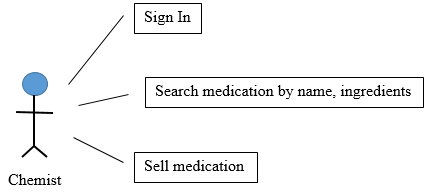 Sign In
Search medication by name, ingredients
Sell medication
Chemist